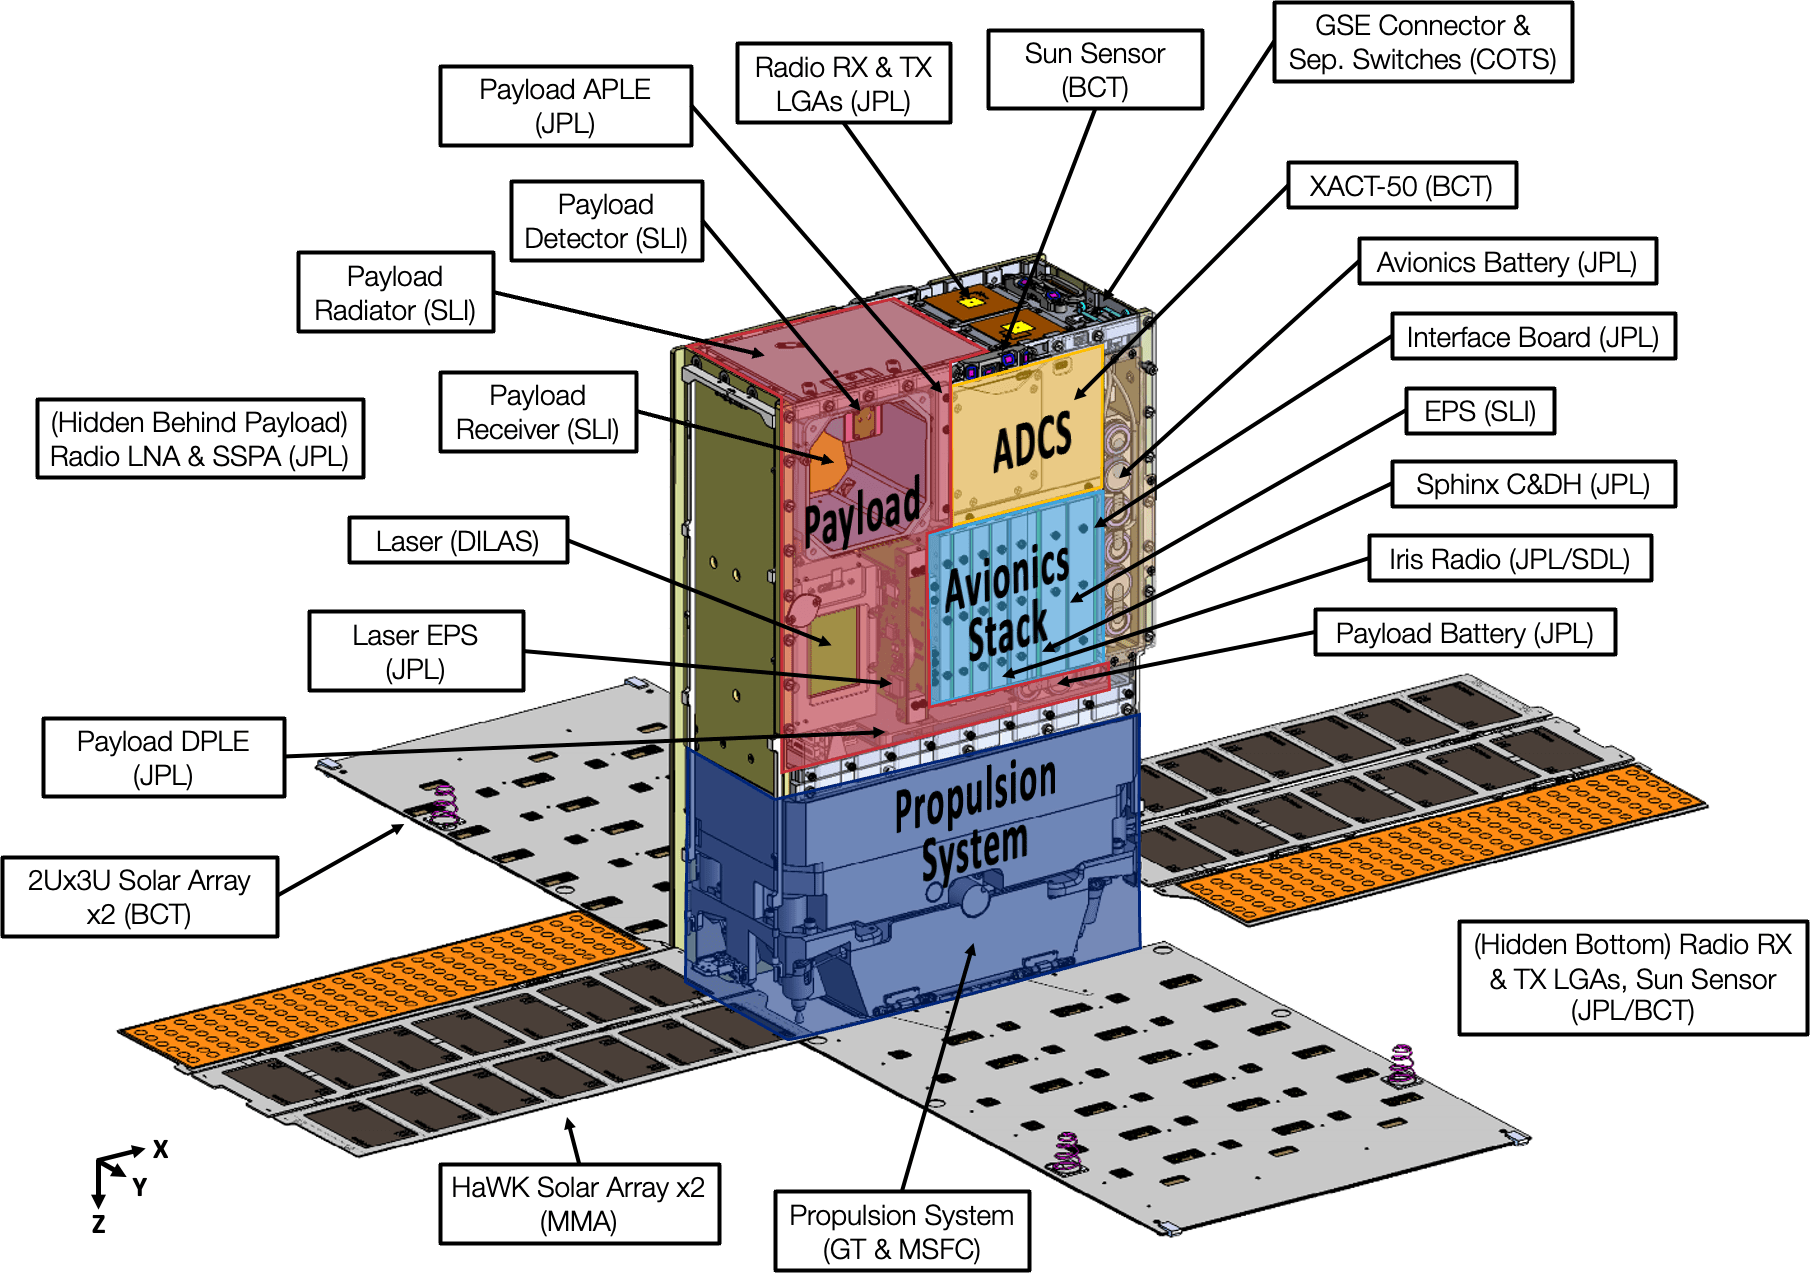 GSE Connector &
Sep. Switches (COTS)
Sun Sensor
(BCT)
Radio RX & TX
LGAs (JPL)
Payload APLE
(JPL)
XACT-50 (BCT)
Payload
Detector (SLI)
Avionics Battery (JPL)
Payload
Radiator (SLI)
Interface Board (JPL)
Payload
Receiver (SLI)
EPS (SLI)
(Hidden Behind Payload)
Radio LNA & SSPA (JPL)
ADCS
Sphinx C&DH (JPL)
Payload
Laser (DILAS)
Iris Radio (JPL/SDL)
Avionics
Stack
Laser EPS
(JPL)
Payload Battery (JPL)
Payload DPLE
(JPL)
Propulsion
System
2Ux3U Solar Array
x2 (BCT)
(Hidden Bottom) Radio RX
& TX LGAs, Sun Sensor
(JPL/BCT)
X
Y
Z
HaWK Solar Array x2
(MMA)
Propulsion System
(GT & MSFC)